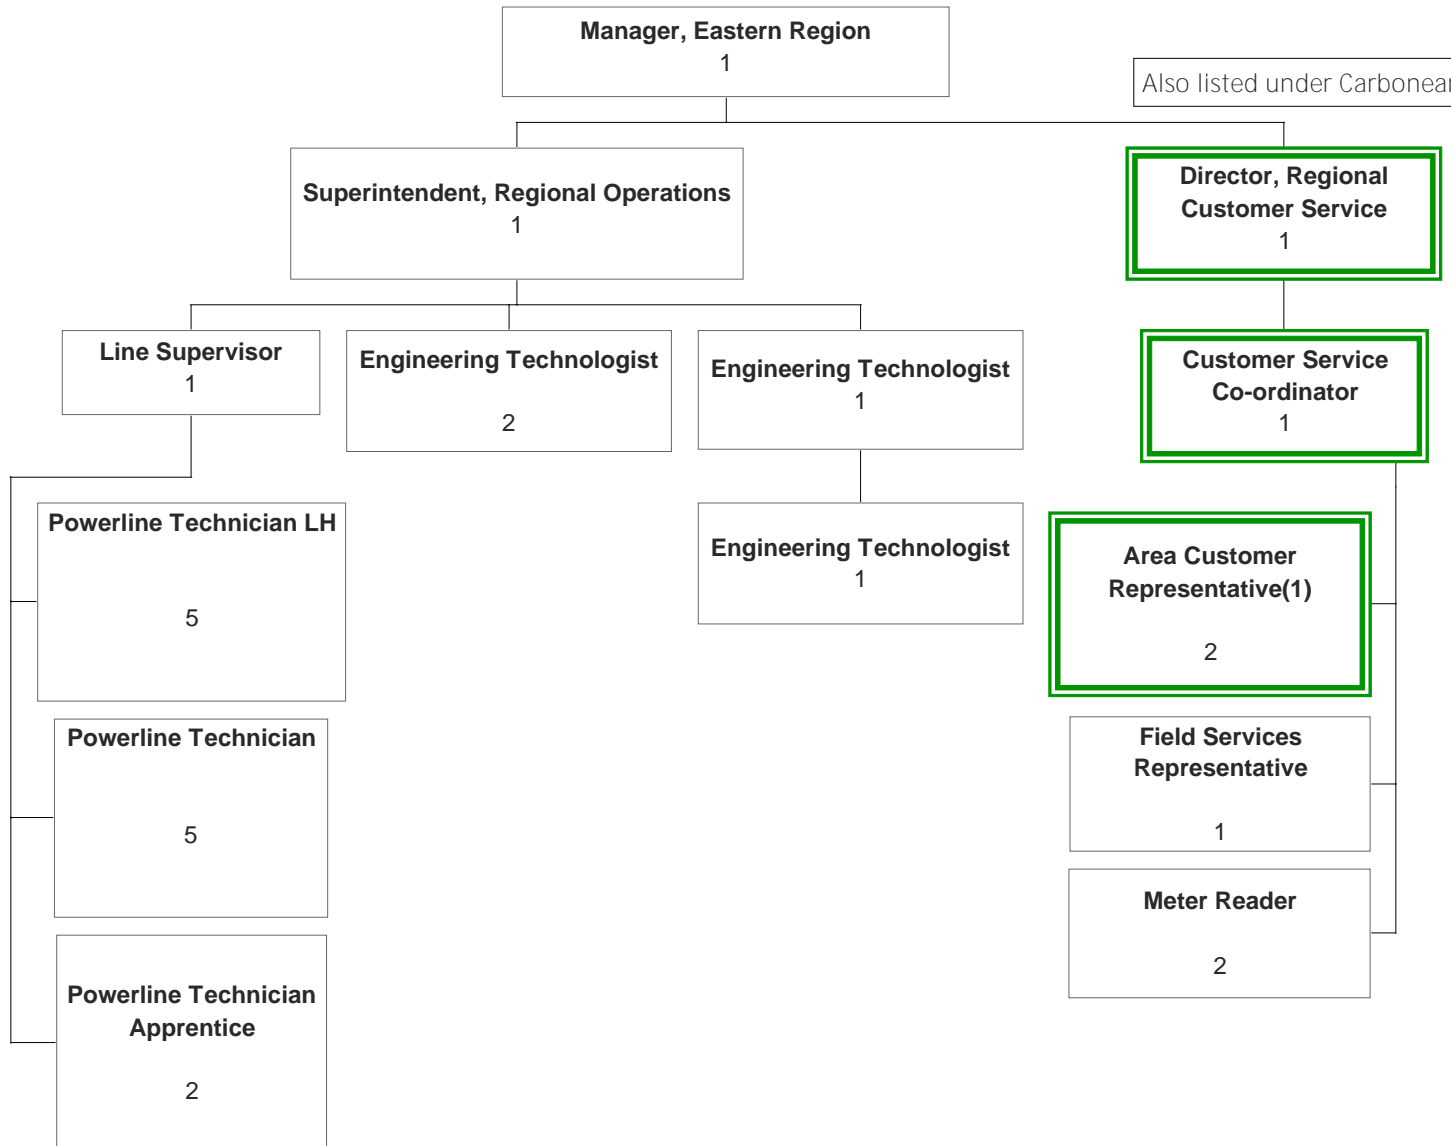 Manager, Eastern Region
1
Also listed under Carbonear
Superintendent, Regional Operations
1
Director, Regional
Customer Service
1
Line Supervisor
1
Engineering Technologist
2
Engineering Technologist
1
Customer Service
Co-ordinator
1
Powerline Technician LH
5
Engineering Technologist
1
Area Customer
Representative(1)
2
Powerline Technician
5
Field Services
Representative
1
Meter Reader
2
Powerline Technician
Apprentice
2